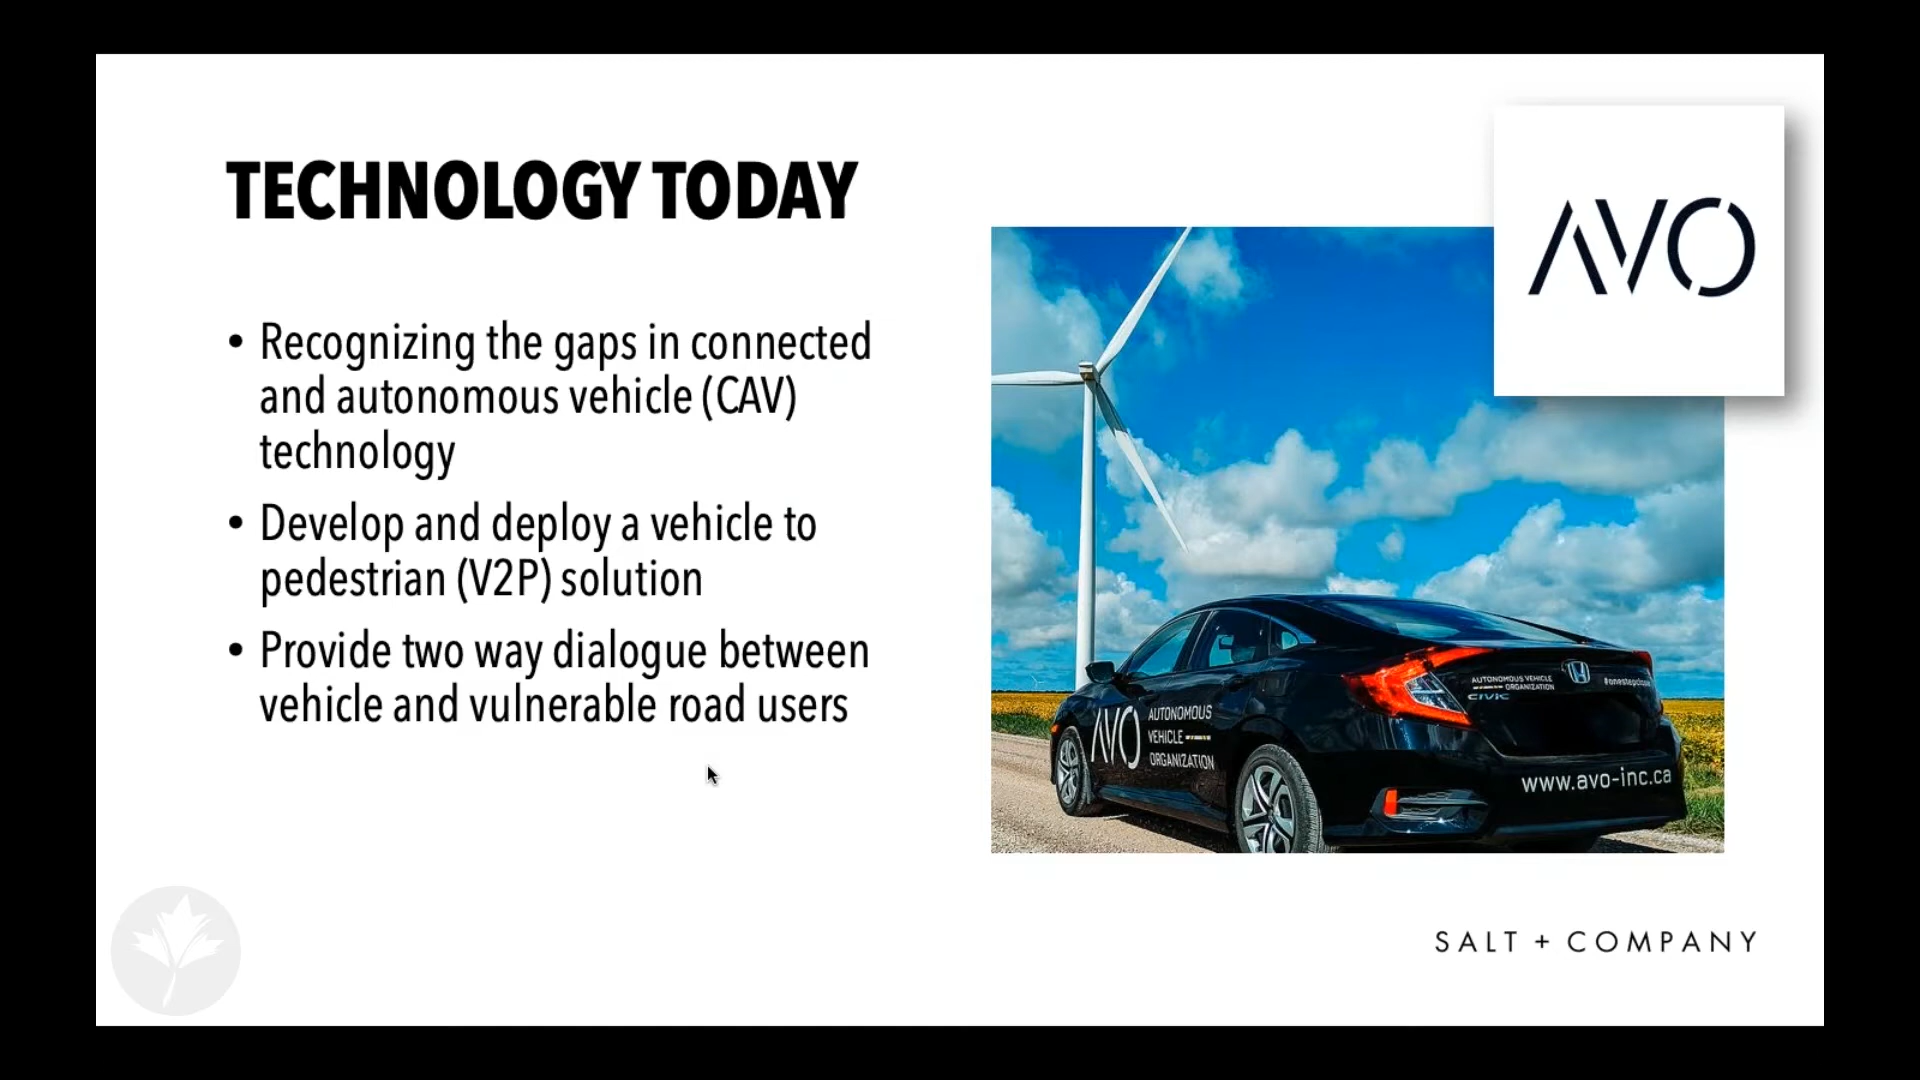 TECHNOLOGY TODAY
• Recognizing the gaps in connected
and autonomous vehicle (CAV)
technology
• Develop and deploy a vehicle to
pedestrian (V2P) solution
• Provide two way dialogue between
vehicle and vulnerable road users
AVO
AVO
AUTONOMOUS
VEHICLE
ORGANIZATION
AUTONOMOUS VEHICLE
ORGANIZATION
CIVIC
www.avo-inc.ca
SALT + COMPANY